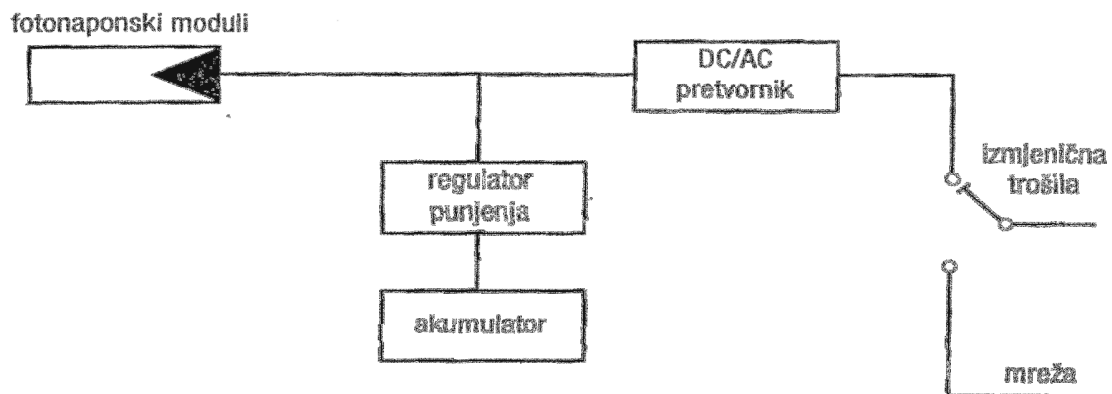 fotonaponski moduli
DC/AC
pretvornik
izmjenična
trošila
regulator
punjenja
akumulator
mreža